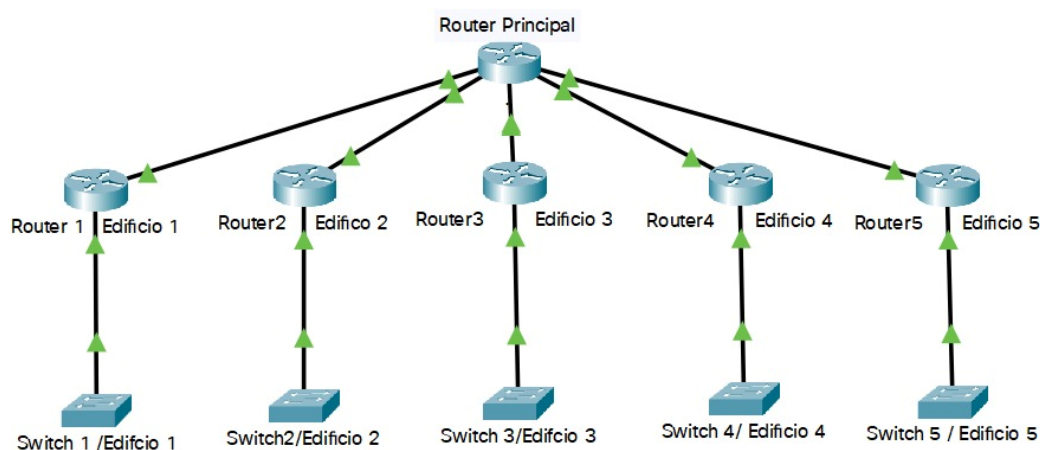 Router Principal
Router 1 Edificio 1
Router2 Edifico 2
Router3 Edificio 3
Router4 Edificio 4
Router5 Edificio 5
Switch 1 /Edifcio 1
Switch2/Edificio 2
Switch 3/Edifcio 3
Switch 4/ Edificio 4
Switch 5 / Edificio 5